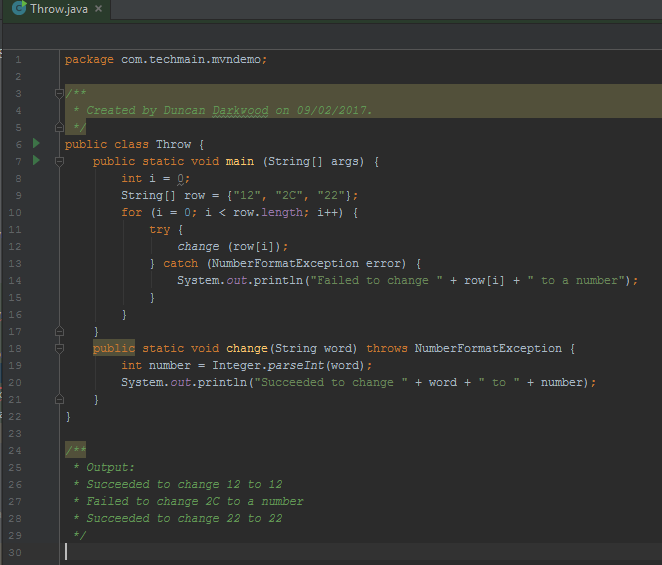 Throw.java ×
1 package com.techmain.mvndemo;
2
3 /**
4 * Created by Duncan Darkwood on 09/02/2017.
5 */
6 public class Throw {
7 public static void main (String[] args) {
8 int i = 0;
9 String[] row = {"12", "2C", "22"};
10 for (i = 0; i < row.length; i++) {
11 try {
12 change (row[i]);
13 } catch (NumberFormatException error) {
14 System.out.println("Failed to change " + row[i] + " to a number");
15 }
16 }
17 }
18 public static void change(String word) throws NumberFormatException {
19 int number = Integer.parseInt(word);
20 System.out.println("Succeeded to change " + word + " to " + number);
21 }
22 }
23
24 /**
25 * Output:
26 * Succeeded to change 12 to 12
27 * Failed to change 2C to a number
28 * Succeeded to change 22 to 22
29 */
30